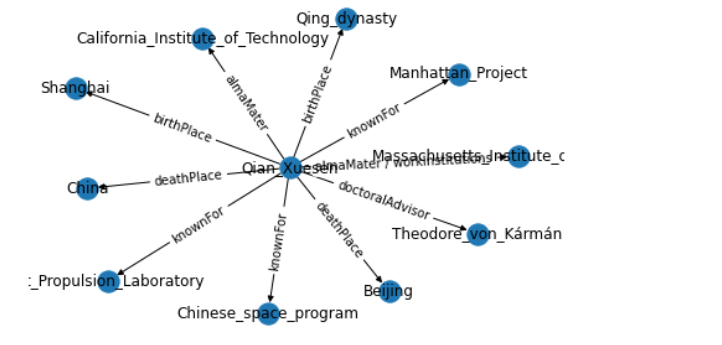 Qing_dynasty
California_Institute_of_Technology
Manhattan_Project
Shanghai
almaMater
birthPlace
knownFor
birthPlace
Massachusetts_Institute_
Qian_Xuesen
almaMater / workInstitutions
China
deathPlace
doctoralAdvisor
knownFor
knownFor
deathPlace
Theodore_von_Kármán
_Propulsion_Laboratory
Beijing
Chinese_space_program